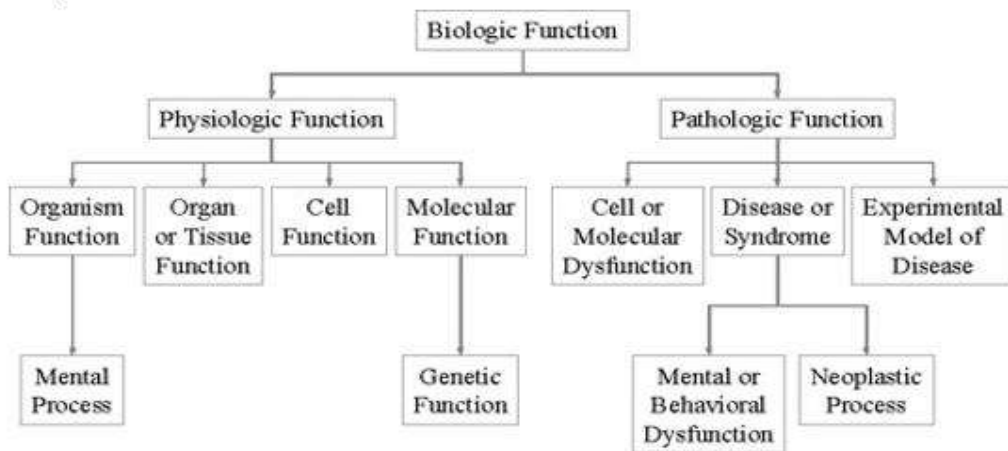 Biologic Function
Physiologic Function
Pathologic Function
Organism
Function
Organ
or Tissue
Function
Cell
Function
Molecular
Function
Cell or
Molecular
Dysfunction
Disease or
Syndrome
Experimental
Model of
Disease
Mental
Process
Genetic
Function
Mental or
Behavioral
Dysfunction
Neoplastic
Process